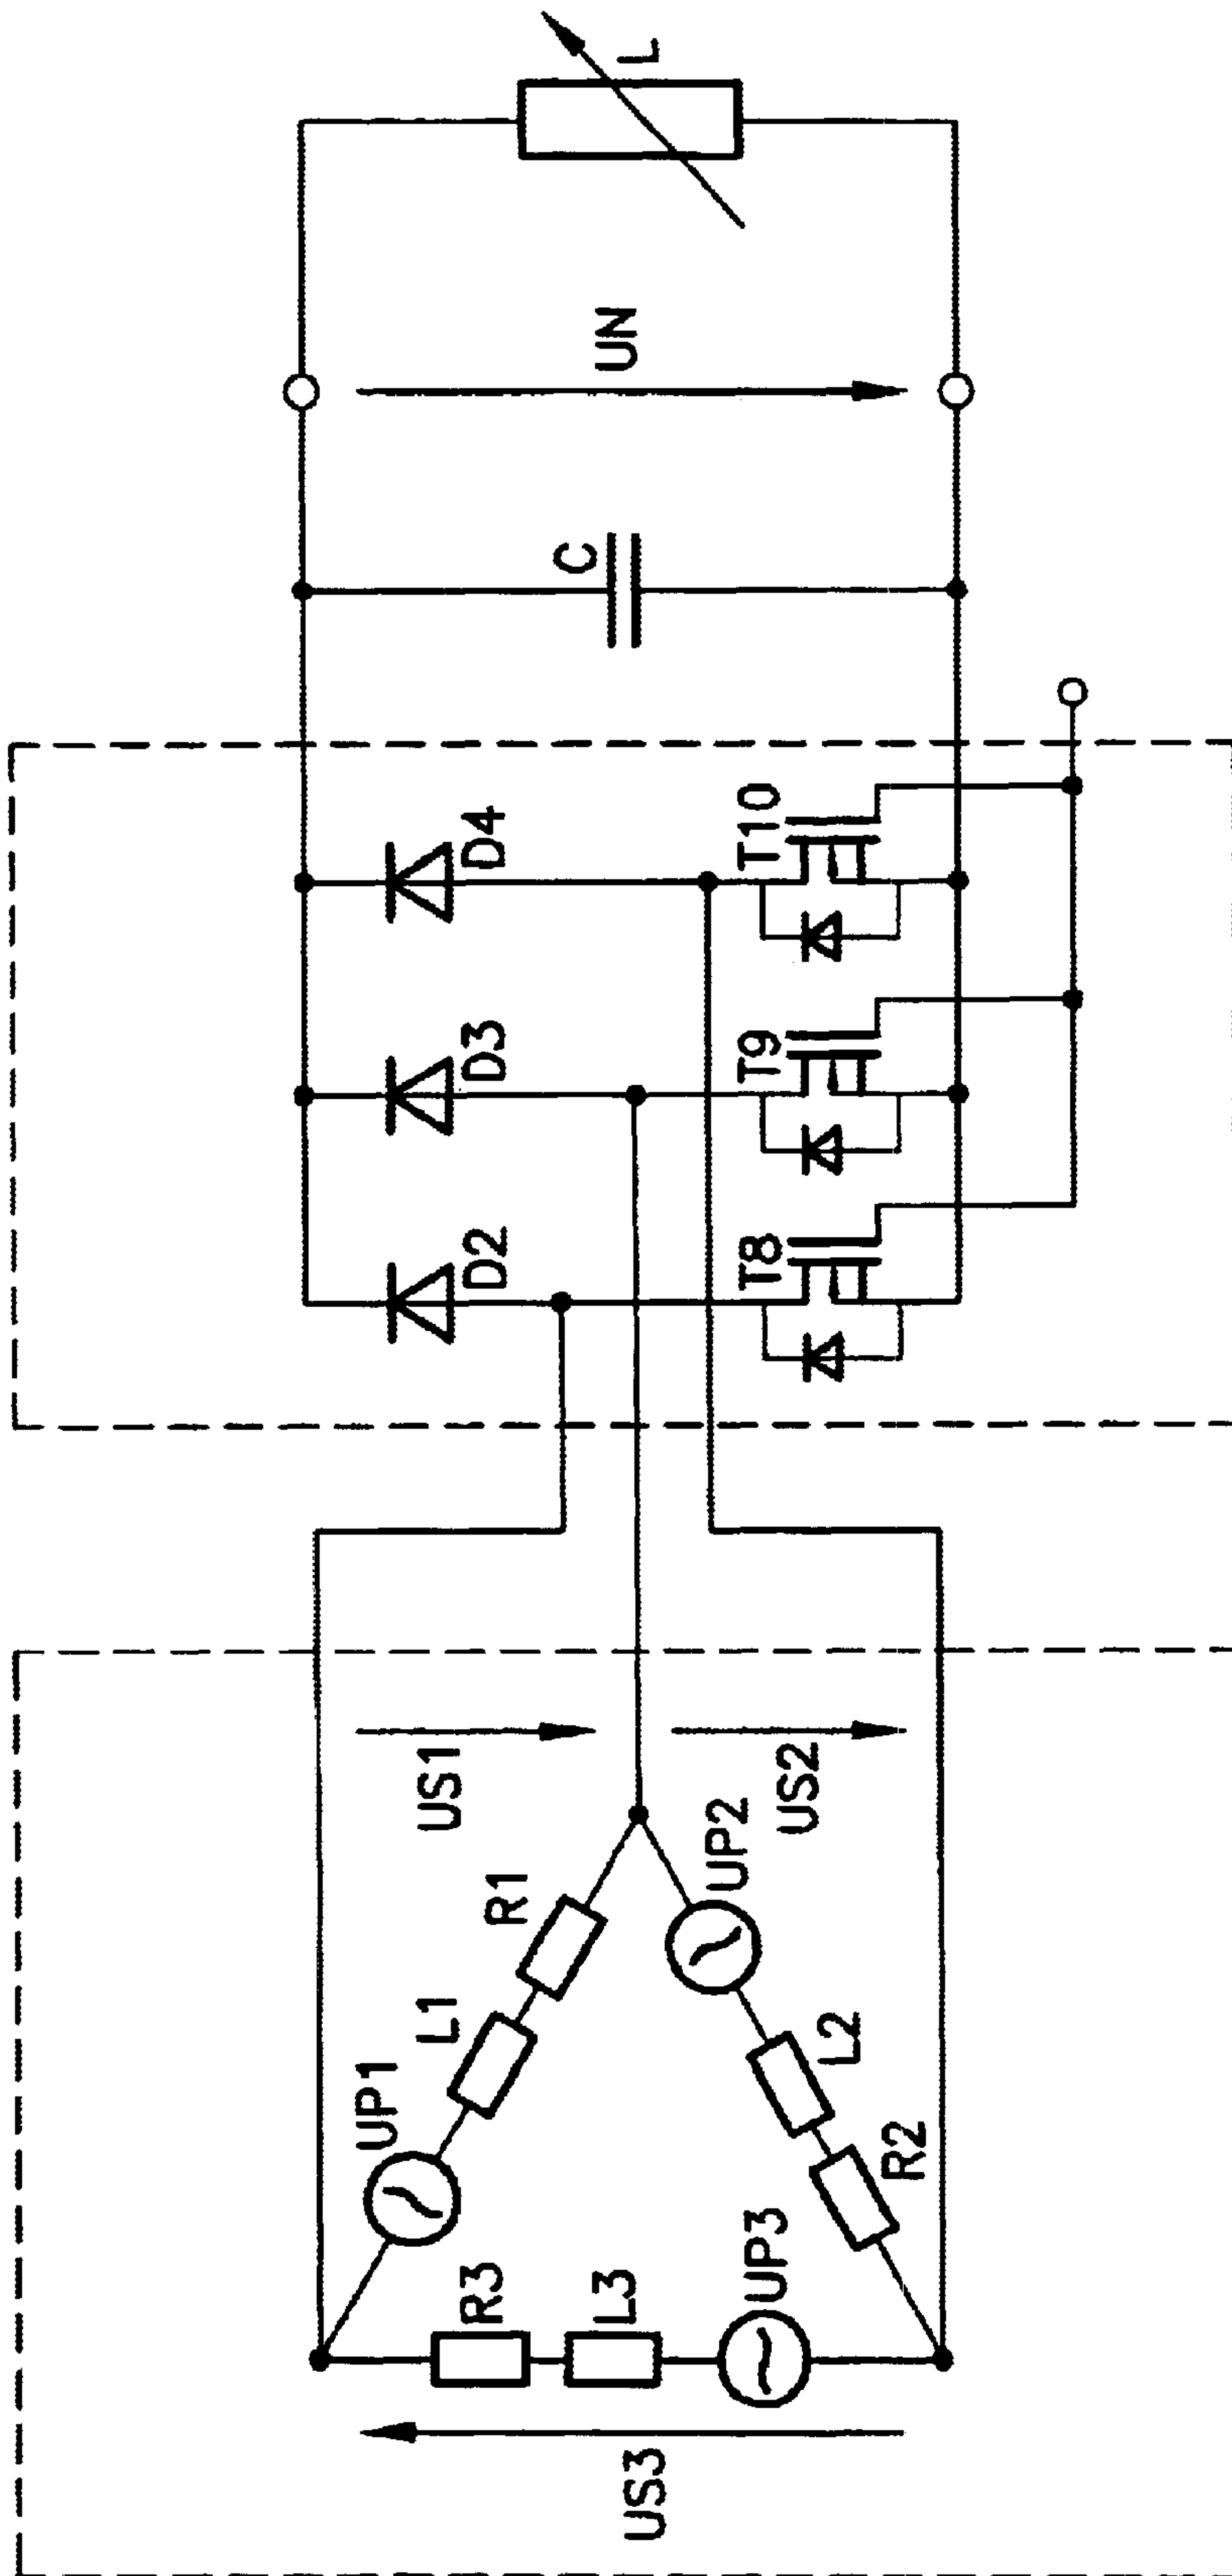 L
UN
C
D4
T10
D3
T9
D2
T8
US1
US2
R1
UP2
L1
L2
UP1
R2
R3
L3
UP3
US3